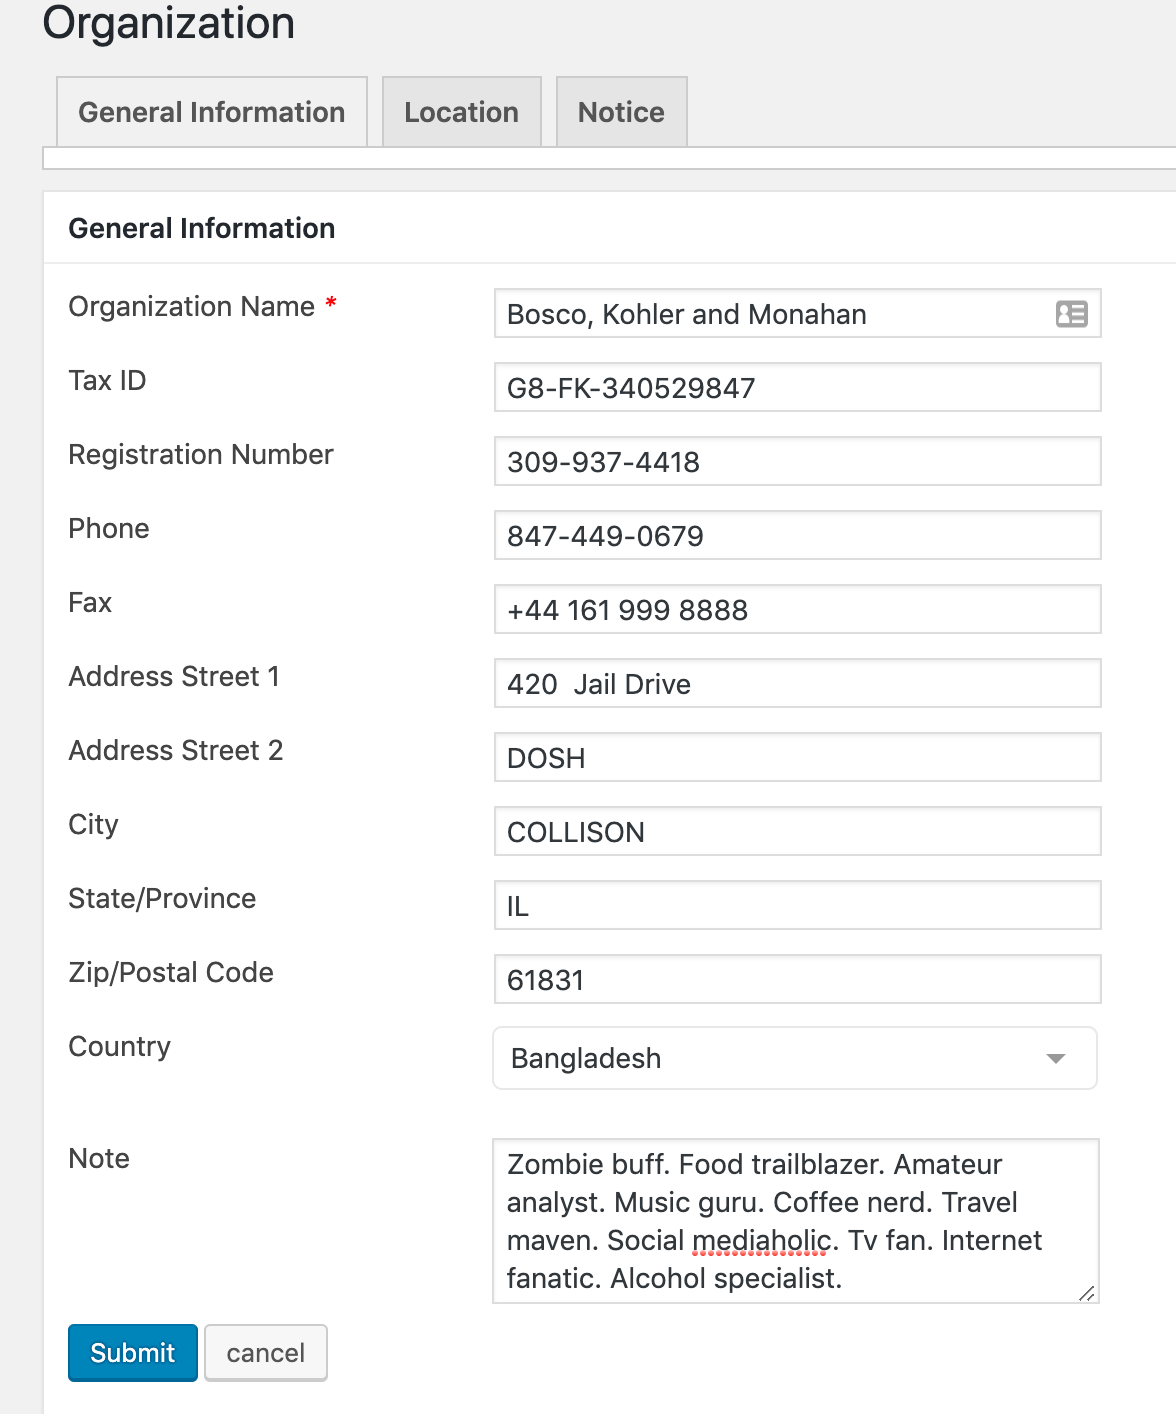 Organization
General Information
Location
Notice
General Information
Organization Name *
Bosco, Kohler and Monahan
Tax ID
G8-FK-340529847
Registration Number
309-937-4418
Phone
847-449-0679
Fax
+44 161 999 8888
Address Street 1
420  Jail Drive
Address Street 2
DOSH
City
COLLISON
State/Province
IL
Zip/Postal Code
61831
Country
Bangladesh
Note
Zombie buff. Food trailblazer. Amateur
analyst. Music guru. Coffee nerd. Travel
maven. Social mediaholic. Tv fan. Internet
fanatic. Alcohol specialist.
Submit
cancel